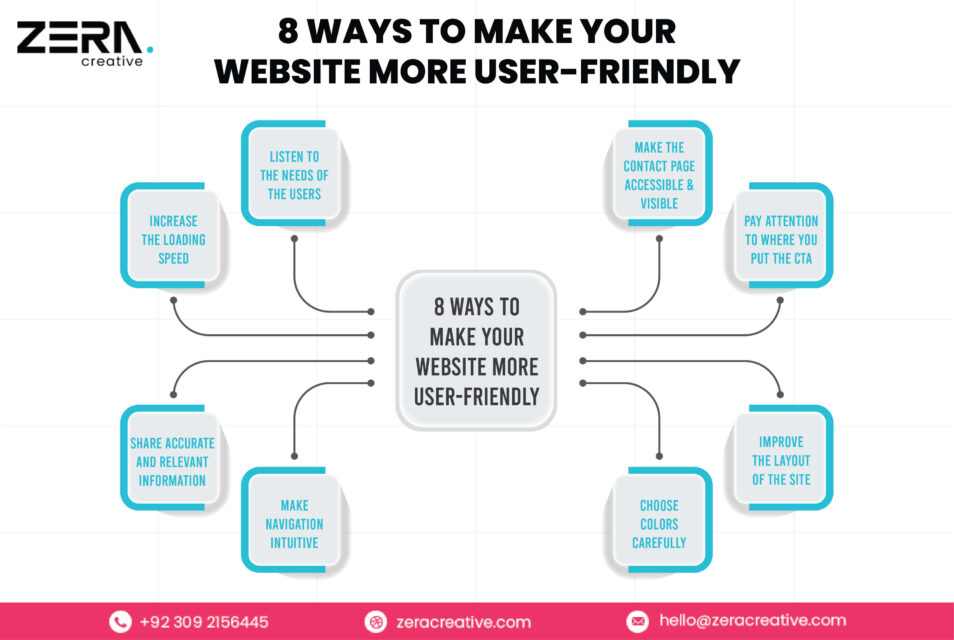 ZERA.
creative
8 WAYS TO MAKE YOUR
WEBSITE MORE USER-FRIENDLY
LISTEN TO
THE NEEDS OF
THE USERS
INCREASE
THE LOADING
SPEED
MAKE THE
CONTACT PAGE
ACCESSIBLE &
VISIBLE
PAY ATTENTION
TO WHERE YOU
PUT THE CTA
8 WAYS TO
MAKE YOUR
WEBSITE MORE
USER-FRIENDLY
SHARE ACCURATE
AND RELEVANT
INFORMATION
MAKE
NAVIGATION
INTUITIVE
CHOOSE
COLORS
CAREFULLY
IMPROVE
THE LAYOUT
OF THE SITE
+92 309 2156445
zeracreative.com
hello@zeracreative.com